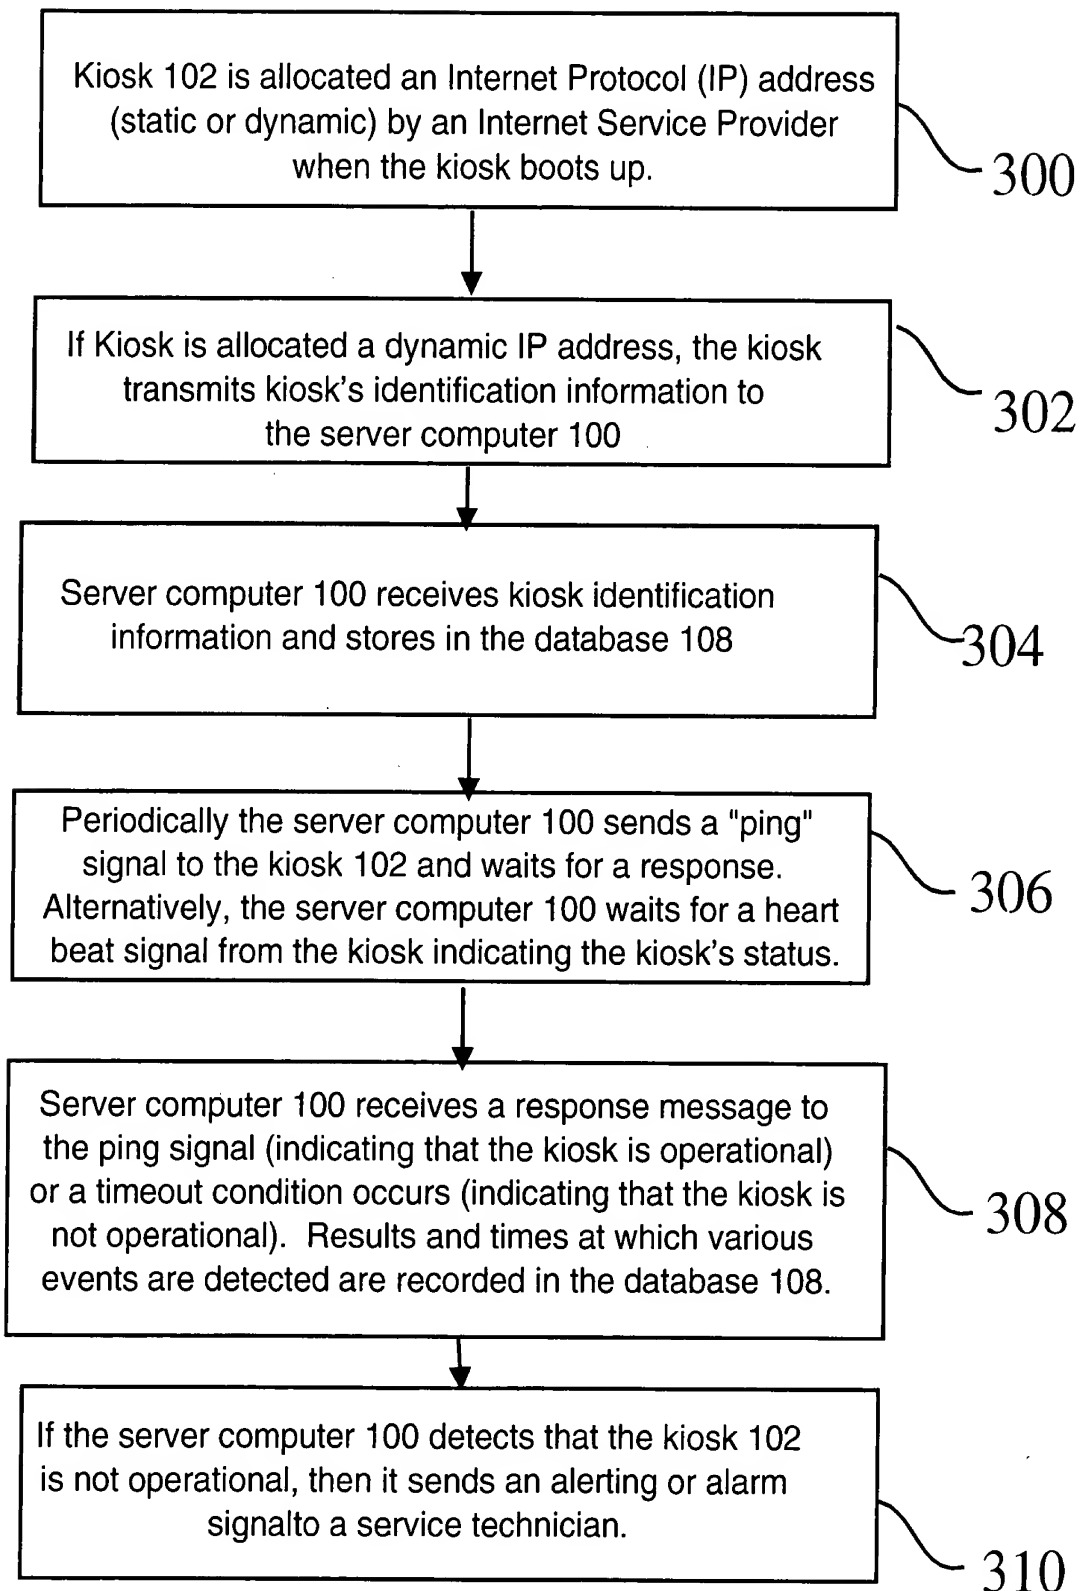 Kiosk 102 is allocated an Internet Protocol (IP) address
(static or dynamic) by an Internet Service Provider
when the kiosk boots up.
300
If Kiosk is allocated a dynamic IP address, the kiosk
transmits kiosk's identification information to
the server computer 100
302
Server computer 100 receives kiosk identification
information and stores in the database 108
304
Periodically the server computer 100 sends a "ping"
signal to the kiosk 102 and waits for a response.
Alternatively, the server computer 100 waits for a heart
beat signal from the kiosk indicating the kiosk's status.
306
Server computer 100 receives a response message to
the ping signal (indicating that the kiosk is operational)
or a timeout condition occurs (indicating that the kiosk is
not operational).  Results and times at which various
events are detected are recorded in the database 108.
308
If the server computer 100 detects that the kiosk 102
is not operational, then it sends an alerting or alarm
signalto a service technician.
310